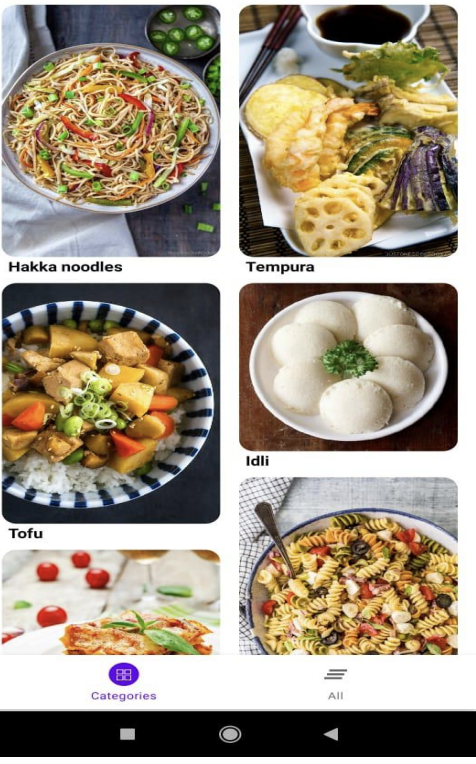 Hakka noodles
Tempura
Tofu
Idli
Categories
All